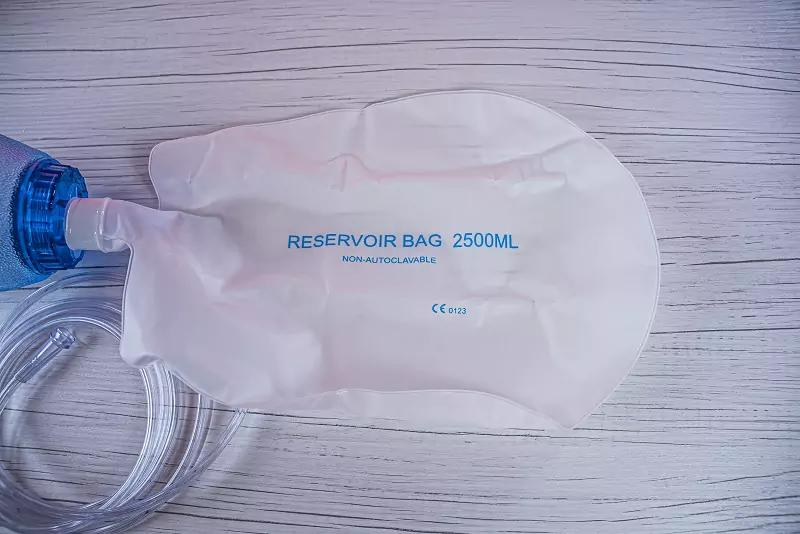 RESERVOIR BAG 2500ML
NON-AUTOCLAVABLE
CE 0123